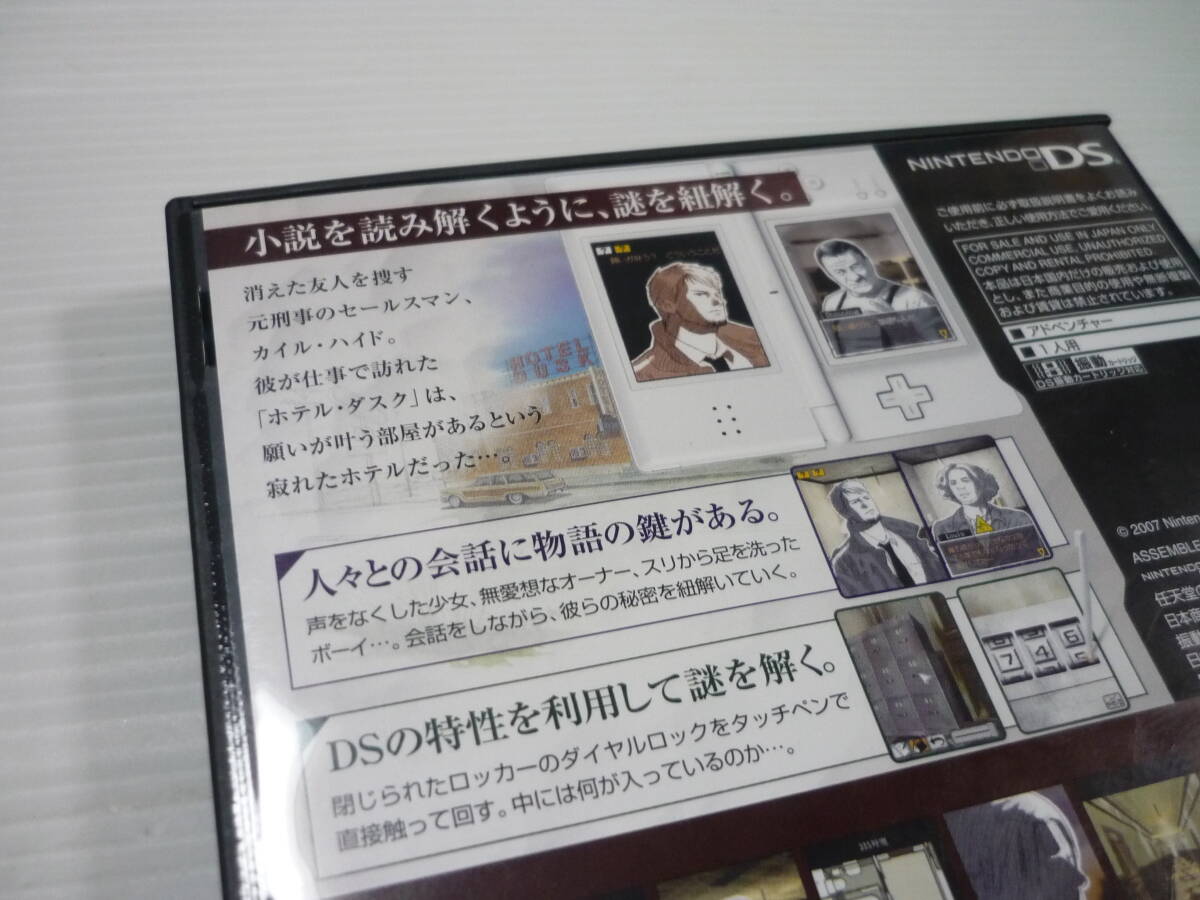 小説を読み解くように、謎を紐解く。
消えた友人を捜す
元刑事のセールスマン、
カイル・ハイド。
彼が仕事で訪れた
「ホテル・ダスク」は、
願いが叶う部屋があるという
寂れたホテルだった…。
HOTEL
DUSK
人々との会話に物語の鍵がある。
声をなくした少女、無愛想なオーナー、スリから足を洗った
ボーイ…。会話をしながら、彼らの秘密を紐解いていく。
DSの特性を利用して謎を解く。
閉じられたロッカーのダイヤルロックをタッチペンで
直接触って回す。中には何が入っているのか…。
7 4 6
NINTENDO DS
ご使用前に必ず取扱説明書をよくお読み
いただき、正しい使用方法でご使用ください
FOR SALE AND USE IN JAPAN ONLY
COMMERCIAL USE, UNAUTHORIZED
COPY AND RENTAL PROHIBITED.
本品は日本国内だけの販売および使用
とし、また商業目的の使用や無断複製
および賃貸は禁止されています。
■アドベンチャー
■1人用
振動カートリッジ
DS振動カートリッジ対応
© 2007 Ninten
ASSEMBLE
NINTENDO
任天堂
日本